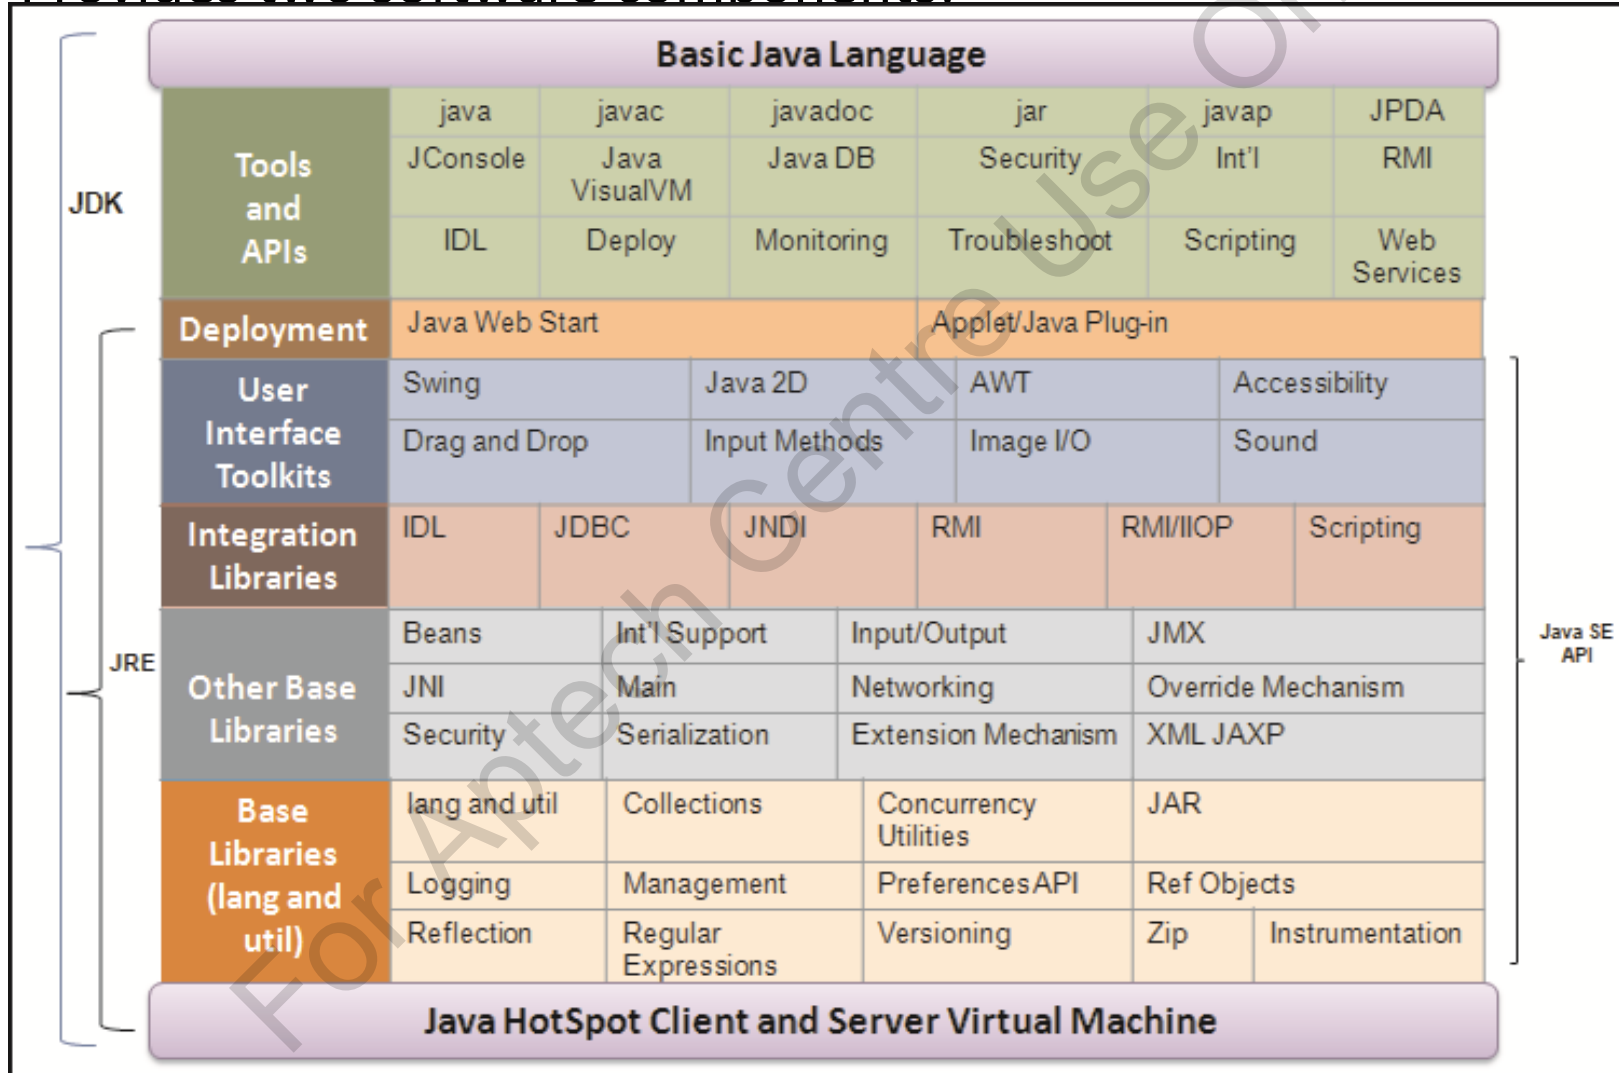 Provides two software components:
Basic Java Language
JDK
Tools
and
APIs
java javac javadoc jar javap JPDA
JConsole Java VisualVM Java DB Security Int'l RMI
IDL Deploy Monitoring Troubleshoot Scripting Web Services
Deployment
Java Web Start Applet/Java Plug-in
User
Interface
Toolkits
Swing Java 2D AWT Accessibility
Drag and Drop Input Methods Image I/O Sound
Integration
Libraries
IDL JDBC JNDI RMI RMI/IIOP Scripting
JRE
Other Base
Libraries
Beans Int'l Support Input/Output JMX
JNI Main Networking Override Mechanism
Security Serialization Extension Mechanism XML JAXP
Java SE
API
Base
Libraries
(lang and
util)
lang and util Collections Concurrency Utilities JAR
Logging Management Preferences API Ref Objects
Reflection Regular Expressions Versioning Zip Instrumentation
Java HotSpot Client and Server Virtual Machine
For Aptech Centre Use